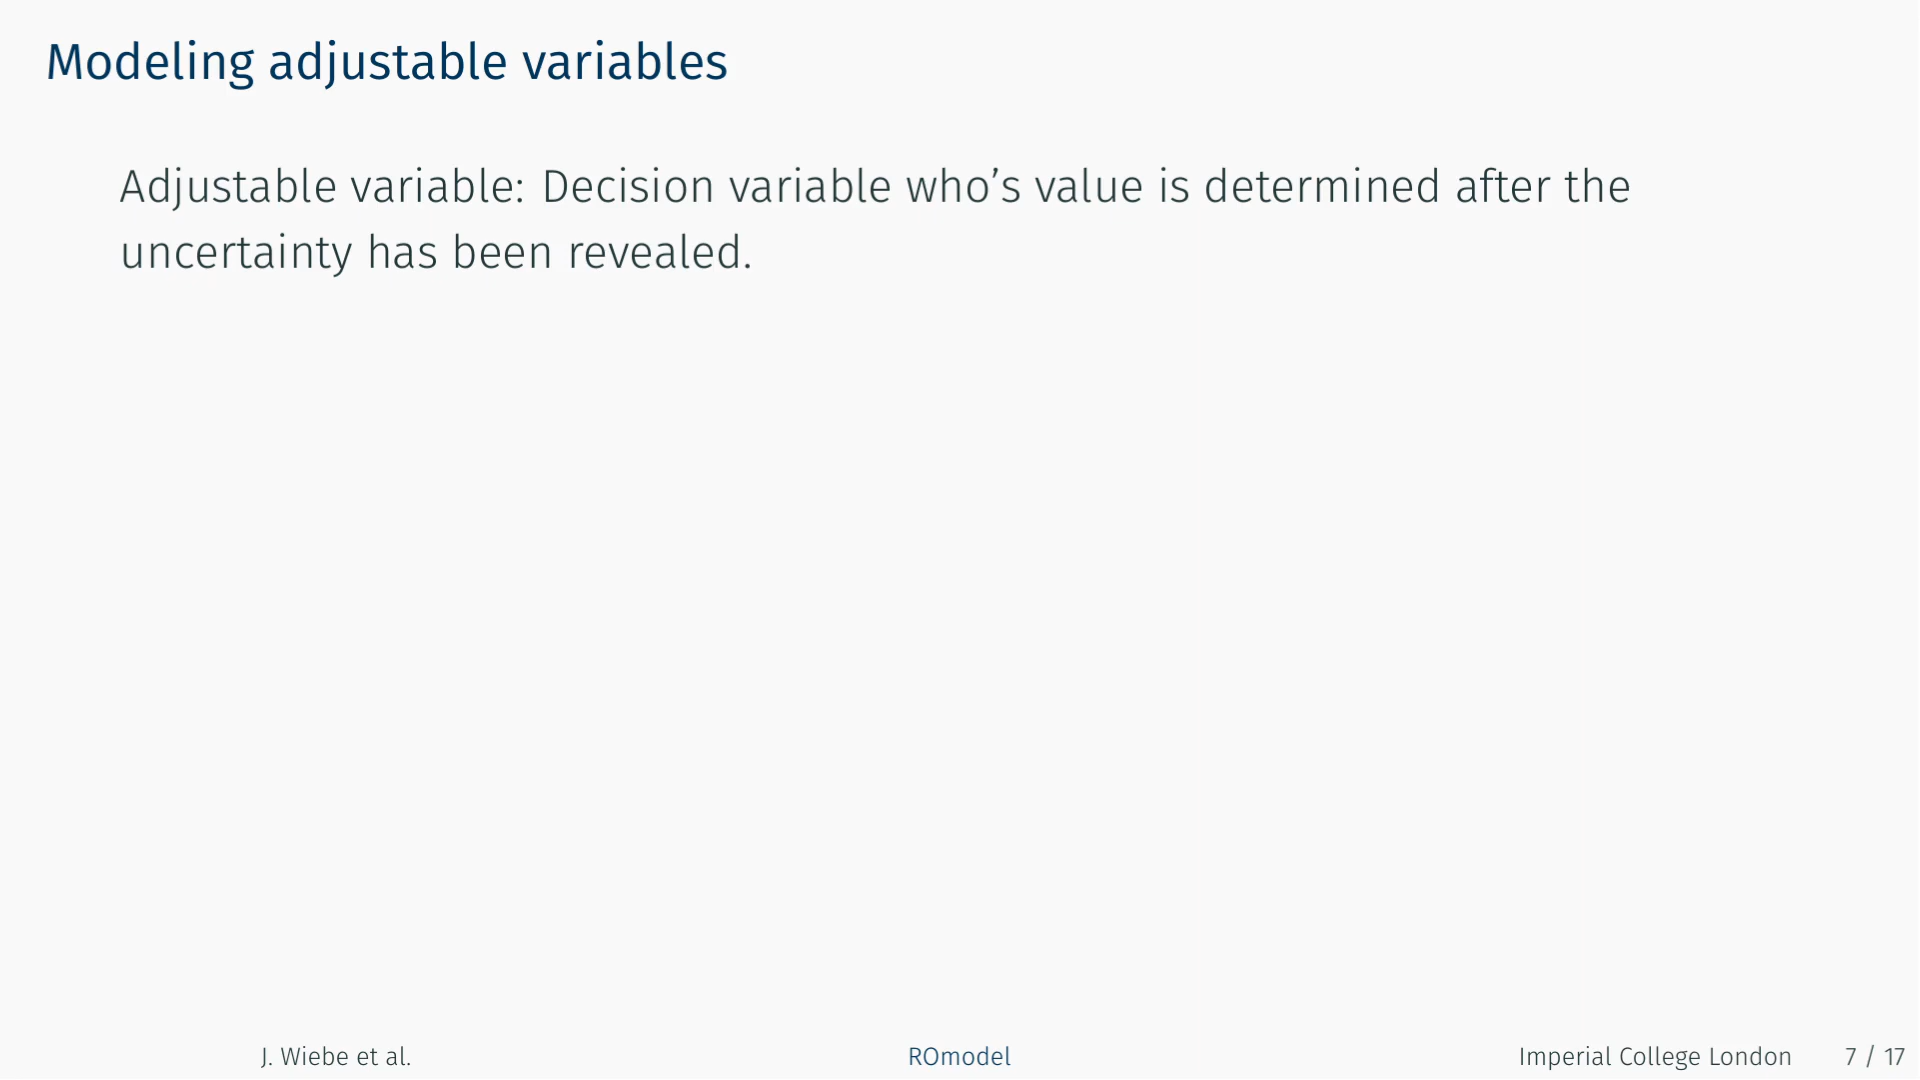 Modeling adjustable variables
Adjustable variable: Decision variable who’s value is determined after the
uncertainty has been revealed.
J. Wiebe et al.
ROmodel
Imperial College London
7 / 17